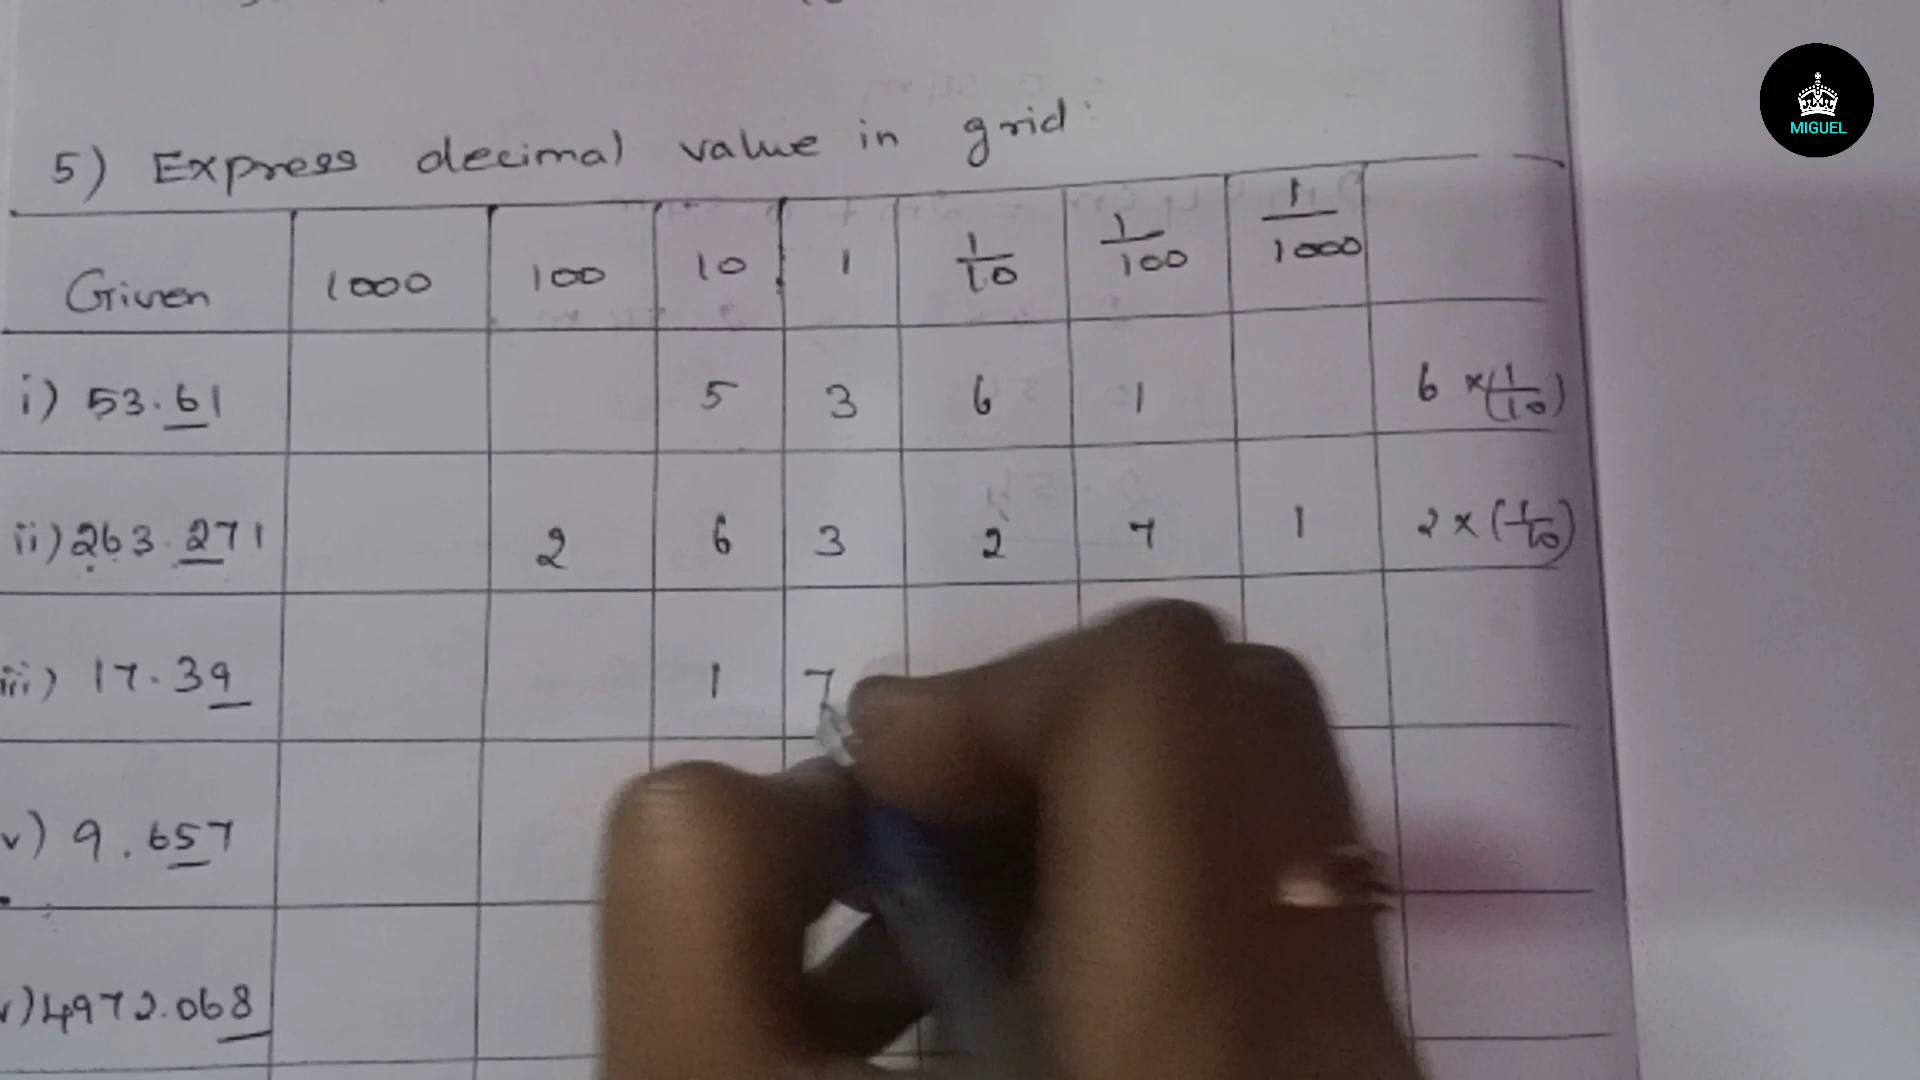 MIGUEL
5) Express decimal value in grid:
Given 1000 100 10 1 1/10 1/100 1/1000
i) 53.61 5 3 6 1 6 ×(1/10)
ii) 263.271 2 6 3 2 7 1 2 × (1/10)
iii) 17.39 1 7
v) 9.657
v) 4972.068